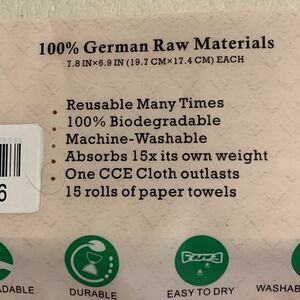 100% German Raw Materials
7.8 IN×6.9 IN (19.7 CM×17.4 CM) EACH
Reusable Many Times
100% Biodegradable
Machine-Washable
Absorbs 15x its own weight
One CCE Cloth outlasts
15 rolls of paper towels
6
ADABLE DURABLE EASY TO DRY WASHAB